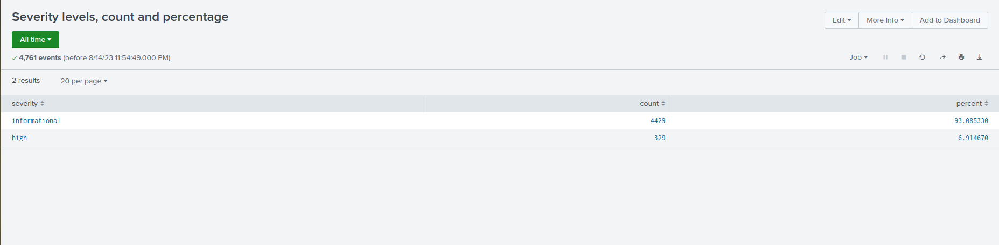 Severity levels, count and percentage
Edit More Info Add to Dashboard
All time
4,761 events (before 8/14/23 11:54:49.000 PM)
Job
2 results 20 per page
severity count percent
informational 4429 93.085330
high 329 6.914670